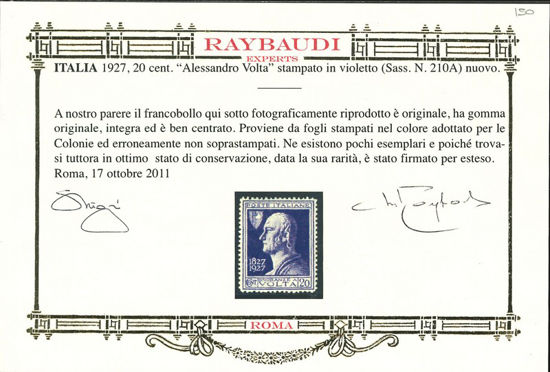 150
RAYBAUDI
EXPERTS
ITALIA 1927, 20 cent. “Alessandro Volta” stampato in violetto (Sass. N. 210A) nuovo.
A nostro parere il francobollo qui sotto fotograficamente riprodotto è originale, ha gomma
originale, integra ed è ben centrato. Proviene da fogli stampati nel colore adottato per le
Colonie ed erroneamente non soprastampati. Ne esistono pochi esemplari e poiché trova-
si tuttora in ottimo stato di conservazione, data la sua rarità, è stato firmato per esteso.
Roma, 17 ottobre 2011
POSTE ITALIANE
1827
1927
VOLTA 20
ROMA